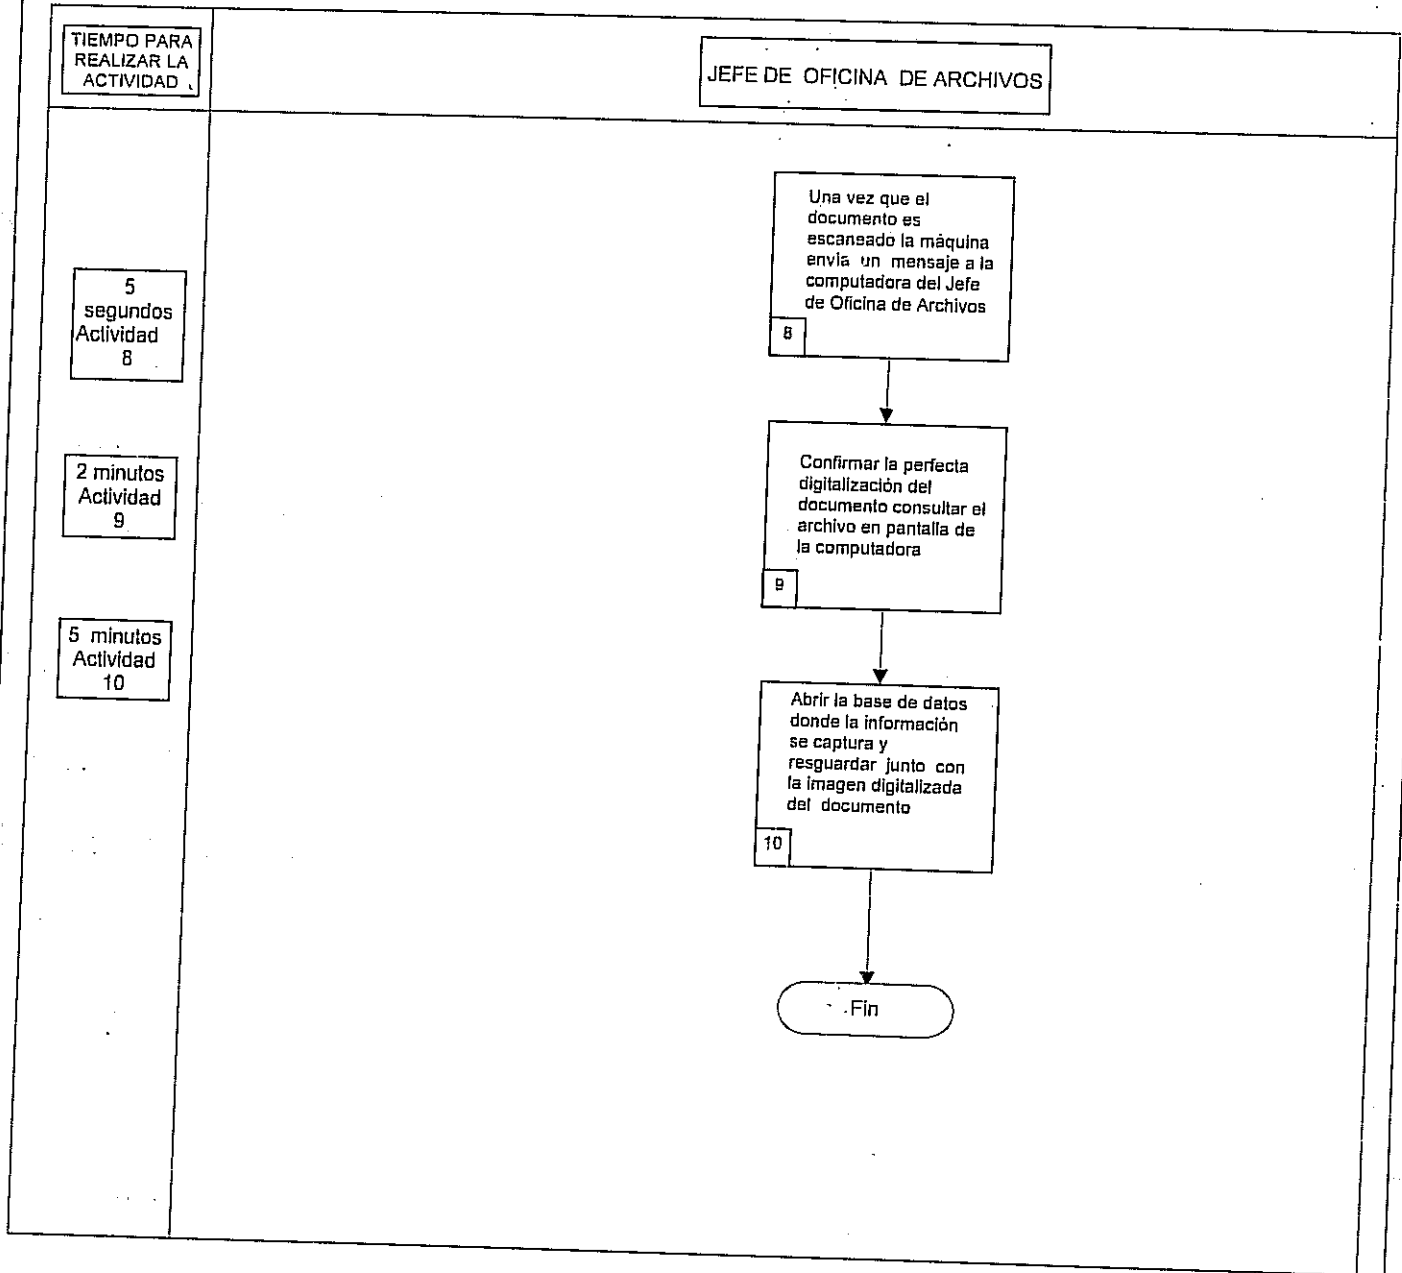 TIEMPO PARA
REALIZAR LA
ACTIVIDAD
JEFE DE OFICINA DE ARCHIVOS
Una vez que el
documento es
escaneado la máquina
envia un mensaje a la
computadora del Jefe
de Oficina de Archivos
8
5
segundos
Actividad
8
Confirmar la perfecta
digitalización del
documento consultar el
archivo en pantalla de
la computadora
9
2 minutos
Actividad
9
Abrir la base de datos
donde la información
se captura y
resguardar junto con
la imagen digitalizada
del documento
10
5 minutos
Actividad
10
Fin